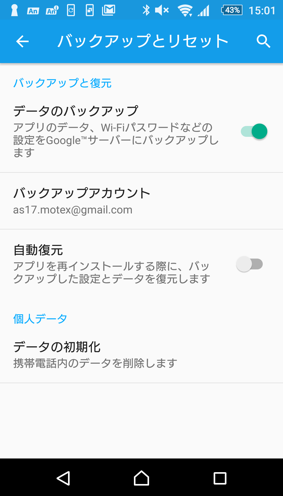 43% 15:01
バックアップとリセット
バックアップと復元
データのバックアップ
アプリのデータ、Wi-Fiパスワードなどの
設定をGoogle™サーバーにバックアップし
ます
バックアップアカウント
as17.motex@gmail.com
自動復元
アプリを再インストールする際に、バッ
クアップした設定とデータを復元します
個人データ
データの初期化
携帯電話内のデータを削除します